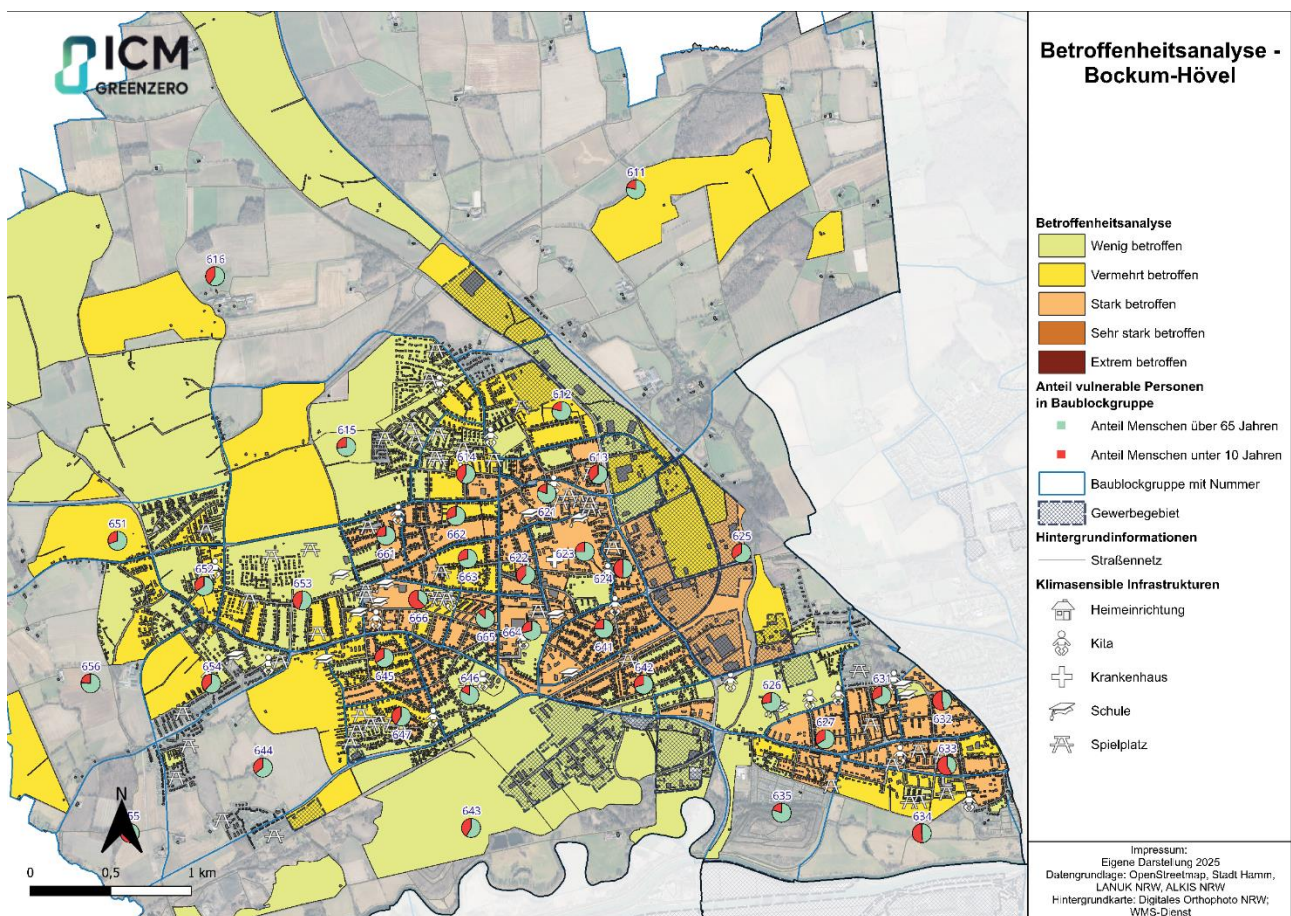 ICM
GREENZERO
Betroffenheitsanalyse -
Bockum-Hövel
Betroffenheitsanalyse
Wenig betroffen
Vermehrt betroffen
Stark betroffen
Sehr stark betroffen
Extrem betroffen
Anteil vulnerable Personen
in Baublockgruppe
Anteil Menschen über 65 Jahren
Anteil Menschen unter 10 Jahren
Baublockgruppe mit Nummer
Gewerbegebiet
Hintergrundinformationen
Straßennetz
Klimasensible Infrastrukturen
Heimeinrichtung
Kita
Krankenhaus
Schule
Spielplatz
Impressum:
Eigene Darstellung 2025
Datengrundlage: OpenStreetmap, Stadt Hamm,
LANUK NRW, ALKIS NRW
Hintergrundkarte: Digitales Orthophoto NRW;
WMS-Dienst
611
616
612
615
614
613
621
651
661
662
623
625
652
653
663
622
624
666
665
664
641
656
654
645
646
642
626
631
632
647
627
644
633
643
635
634
N
0
0,5
1 km